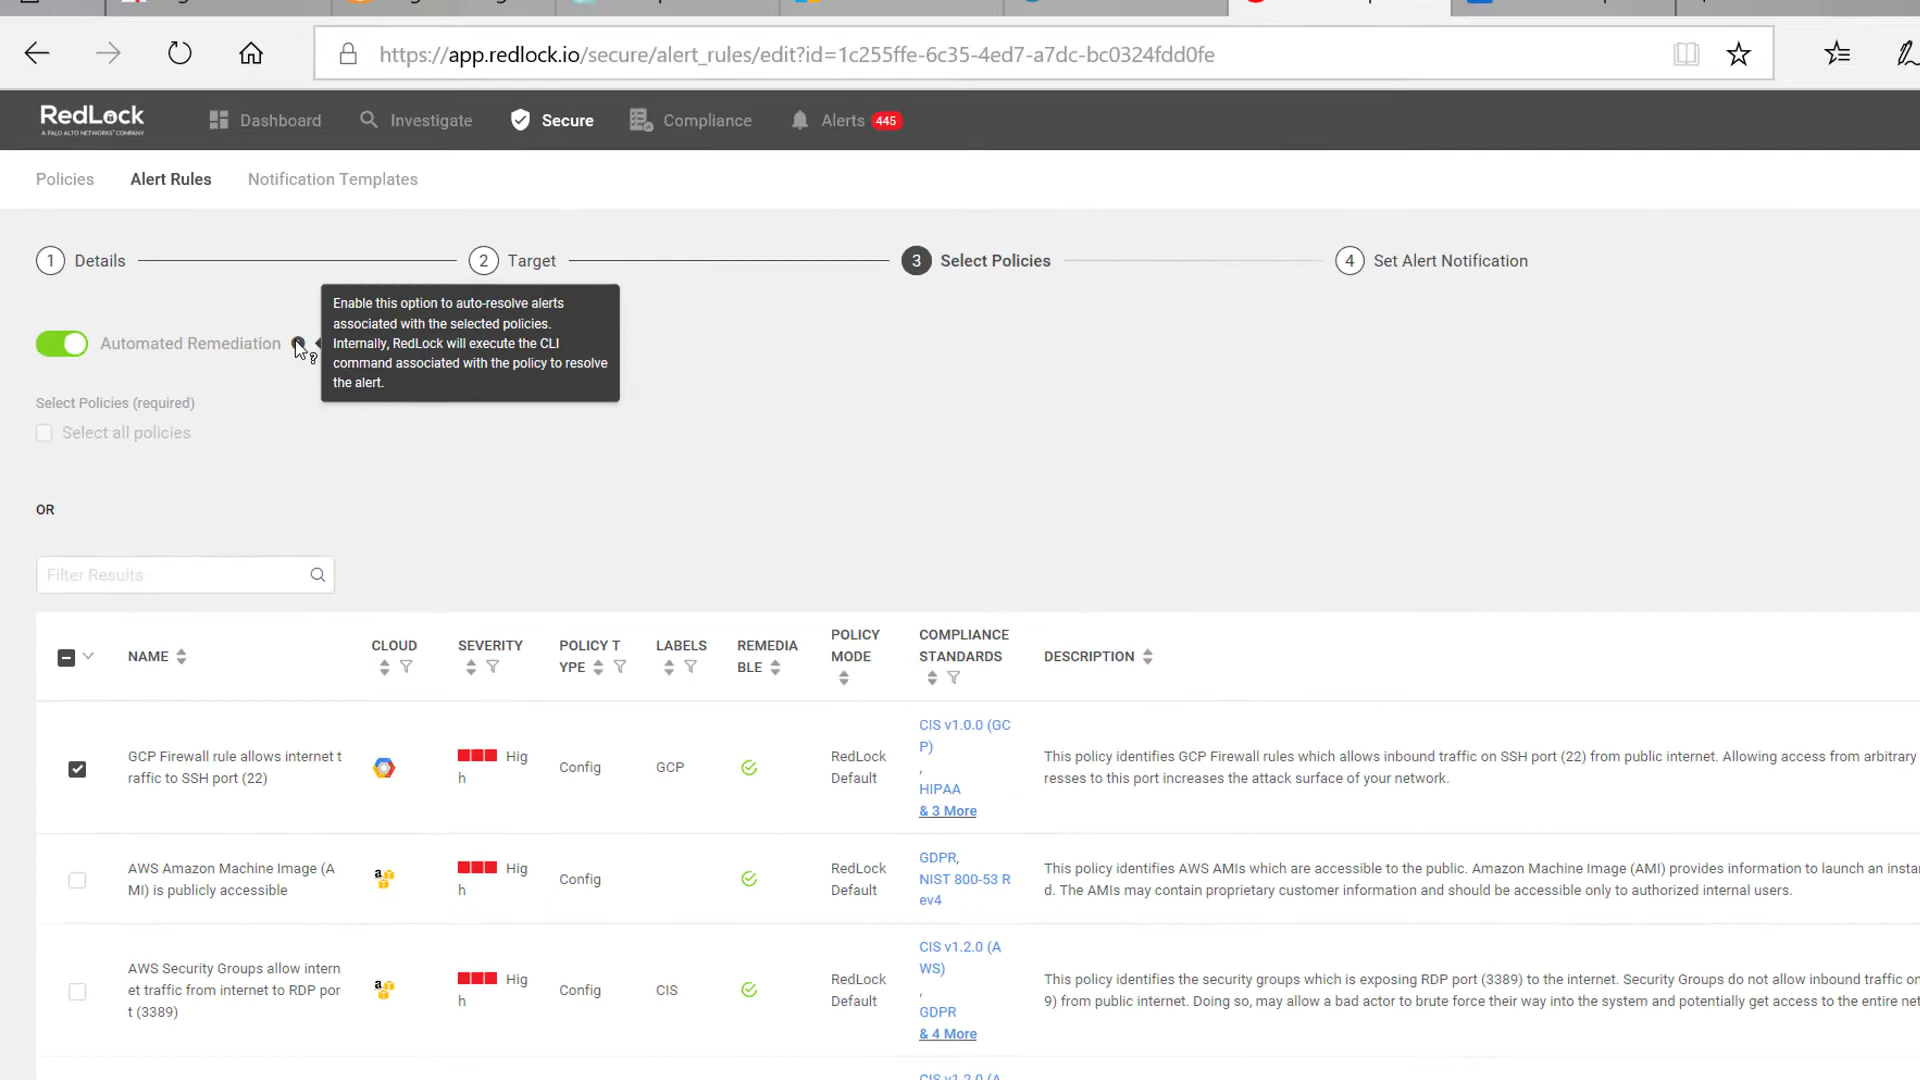 https://app.redlock.io/secure/alert_rules/edit?id=1c255ffe-6c35-4ed7-a7dc-bc0324fdd0fe
RedLock
A PALO ALTO NETWORKS COMPANY
Dashboard
Investigate
Secure
Compliance
Alerts
445
Policies
Alert Rules
Notification Templates
1 Details
2 Target
3 Select Policies
4 Set Alert Notification
Automated Remediation
Enable this option to auto-resolve alerts
associated with the selected policies.
Internally, RedLock will execute the CLI
command associated with the policy to resolve
the alert.
Select Policies (required)
Select all policies
OR
Filter Results
NAME
CLOUD
SEVERITY
POLICY T
YPE
LABELS
REMEDIA
BLE
POLICY
MODE
COMPLIANCE
STANDARDS
DESCRIPTION
GCP Firewall rule allows internet t
raffic to SSH port (22)
Hig
h
Config
GCP
RedLock
Default
CIS v1.0.0 (GC
P)
,
HIPAA
& 3 More
This policy identifies GCP Firewall rules which allows inbound traffic on SSH port (22) from public internet. Allowing access from arbitrary
resses to this port increases the attack surface of your network.
AWS Amazon Machine Image (A
MI) is publicly accessible
Hig
h
Config
RedLock
Default
GDPR,
NIST 800-53 R
ev4
This policy identifies AWS AMIs which are accessible to the public. Amazon Machine Image (AMI) provides information to launch an insta
d. The AMIs may contain proprietary customer information and should be accessible only to authorized internal users.
AWS Security Groups allow intern
et traffic from internet to RDP por
t (3389)
Hig
h
Config
CIS
RedLock
Default
CIS v1.2.0 (A
WS)
,
GDPR
& 4 More
This policy identifies the security groups which is exposing RDP port (3389) to the internet. Security Groups do not allow inbound traffic o
9) from public internet. Doing so, may allow a bad actor to brute force their way into the system and potentially get access to the entire net
CIS v1.2.0 (A